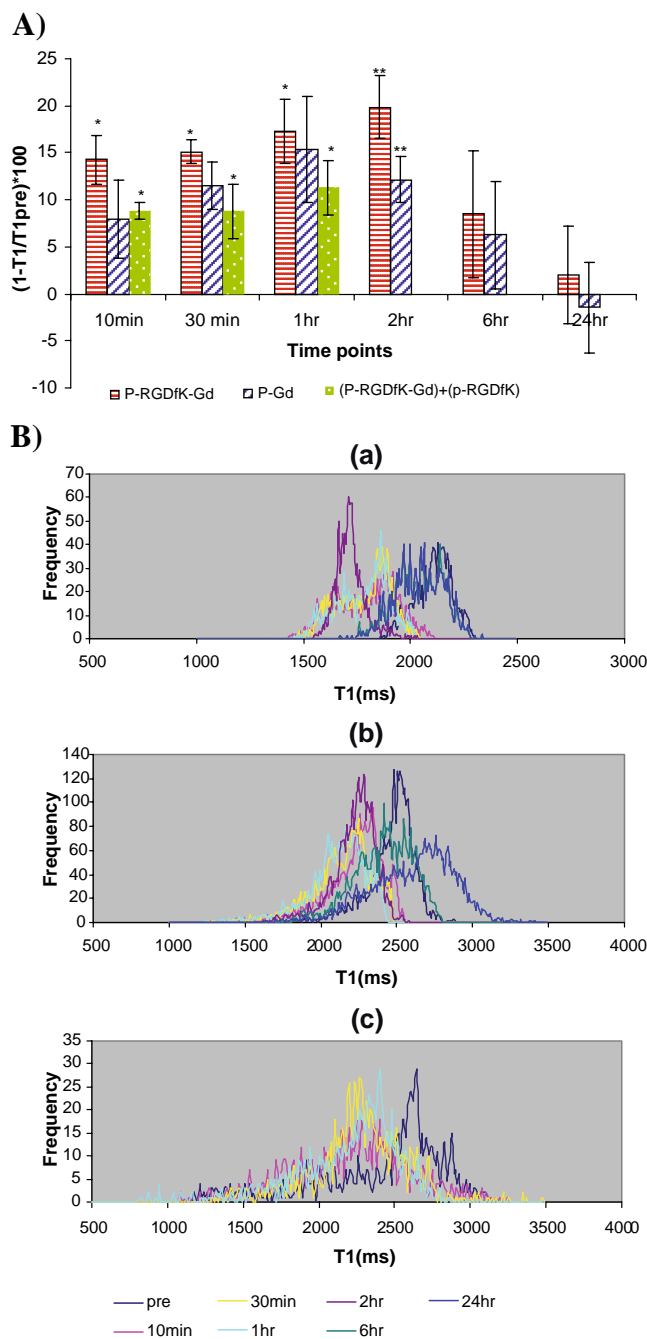 A)
25
20
15
10
5
0
-5
-10
(1-T1/T1pre)*100
* * * * * * ** **
10min 30 min 1hr 2hr 6hr 24hr
Time points
P-RGDfK-Gd P-Gd (P-RGDfK-Gd)+(p-RGDfK)
B)
(a)
70
60
50
40
30
20
10
0
Frequency
500 1000 1500 2000 2500 3000
T1(ms)
(b)
140
120
100
80
60
40
20
0
Frequency
500 1000 1500 2000 2500 3000 3500 4000
T1(ms)
(c)
35
30
25
20
15
10
5
0
Frequency
500 1000 1500 2000 2500 3000 3500 4000
T1(ms)
pre 30min 2hr 24hr
10min 1hr 6hr